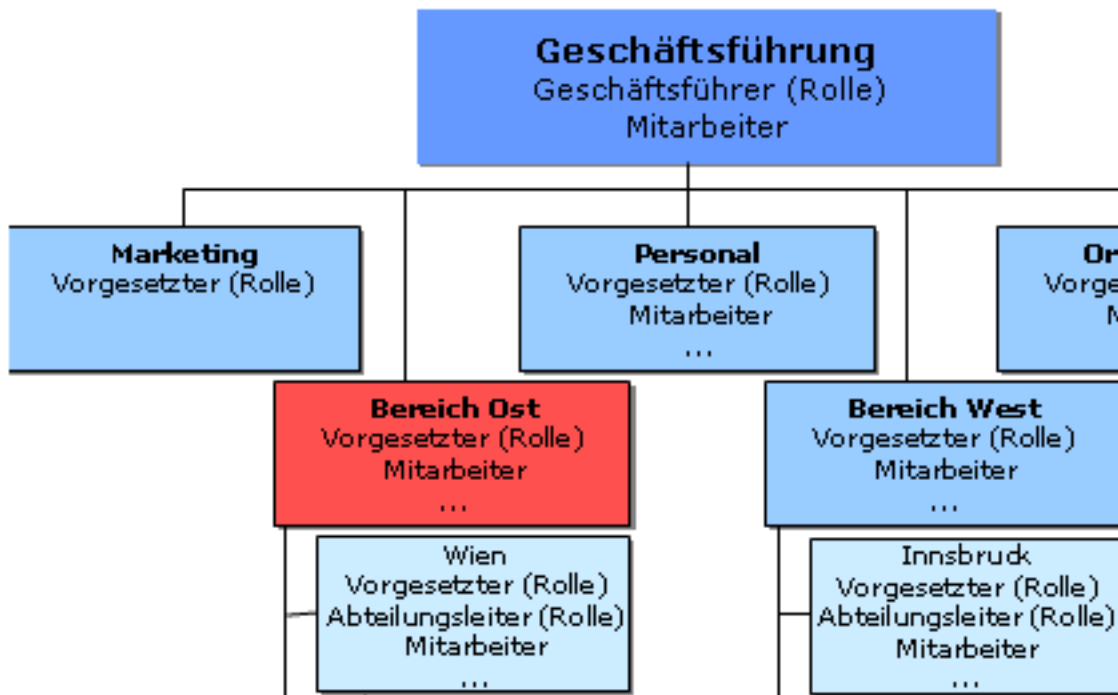 Geschäftsführung
Geschäftsführer (Rolle)
Mitarbeiter
Marketing
Vorgesetzter (Rolle)
Personal
Vorgesetzter (Rolle)
Mitarbeiter
...
Bereich Ost
Vorgesetzter (Rolle)
Mitarbeiter
...
Bereich West
Vorgesetzter (Rolle)
Mitarbeiter
...
Wien
Vorgesetzter (Rolle)
Abteilungsleiter (Rolle)
Mitarbeiter
...
Innsbruck
Vorgesetzter (Rolle)
Abteilungsleiter (Rolle)
Mitarbeiter
...